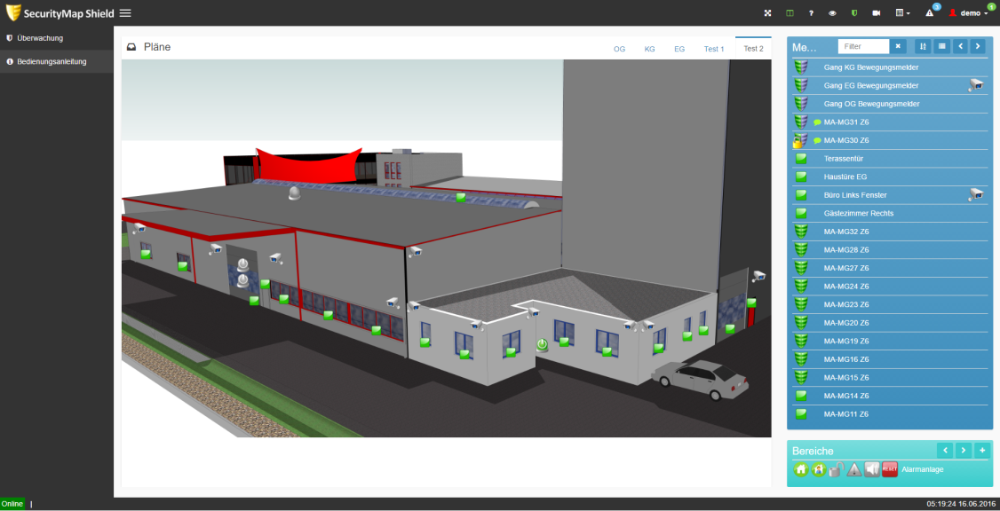 SecurityMap Shield
? 3 demo 1
Überwachung
Bedienungsanleitung
Pläne
OG KG EG Test 1 Test 2
Me... Filter
Gang KG Bewegungsmelder
Gang EG Bewegungsmelder
Gang OG Bewegungsmelder
MA-MG31 Z6
MA-MG30 Z6
Terassentür
Haustüre EG
Büro Links Fenster
Gästezimmer Rechts
MA-MG32 Z6
MA-MG28 Z6
MA-MG27 Z6
MA-MG24 Z6
MA-MG23 Z6
MA-MG20 Z6
MA-MG19 Z6
MA-MG16 Z6
MA-MG15 Z6
MA-MG14 Z6
MA-MG11 Z6
Bereiche
RESET Alarmanlage
Online |
05:19:24 16.06.2016